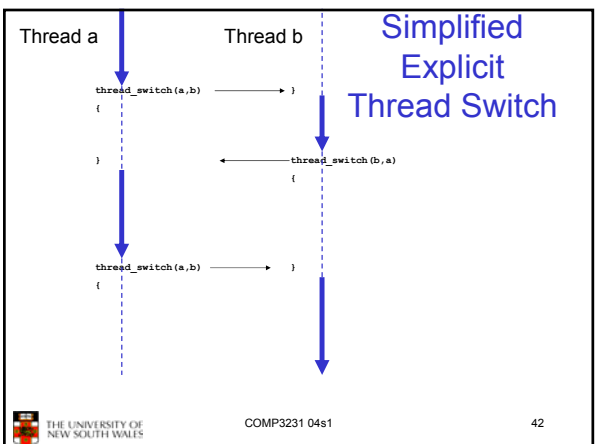 Thread a
Thread b
Simplified
Explicit
Thread Switch
thread_switch(a,b)
}
{
}
thread_switch(b,a)
{
thread_switch(a,b)
}
{
THE UNIVERSITY OF
NEW SOUTH WALES
COMP3231 04s1
42